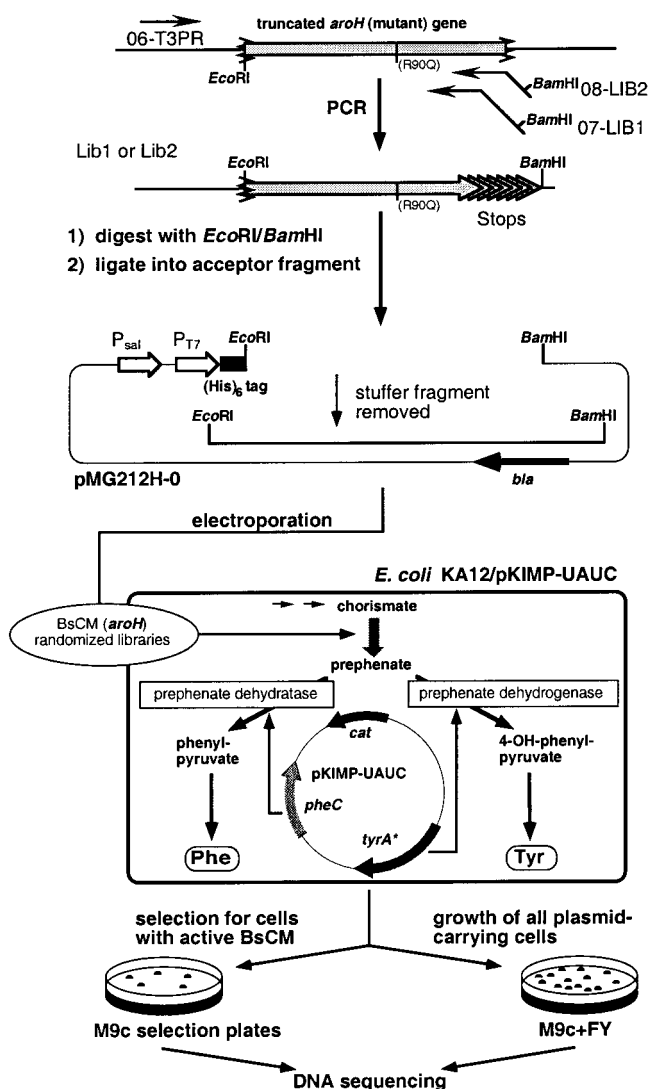 truncated aroH (mutant) gene
06-T3PR
EcoRI
(R90Q)
BamHI 08-LIB2
PCR
BamHI 07-LIB1
Lib1 or Lib2
EcoRI
BamHI
(R90Q)
Stops
1) digest with EcoRI/BamHI
2) ligate into acceptor fragment
Psal
PT7
EcoRI
BamHI
(His)6 tag
stuffer fragment
removed
EcoRI
BamHI
pMG212H-0
bla
electroporation
E. coli KA12/pKIMP-UAUC
BsCM (aroH)
randomized libraries
chorismate
prephenate
prephenate dehydratase
prephenate dehydrogenase
phenyl-
pyruvate
cat
4-OH-phenyl-
pyruvate
pKIMP-UAUC
pheC
tyrA*
Phe
Tyr
selection for cells
with active BsCM
growth of all plasmid-
carrying cells
M9c selection plates
M9c+FY
DNA sequencing